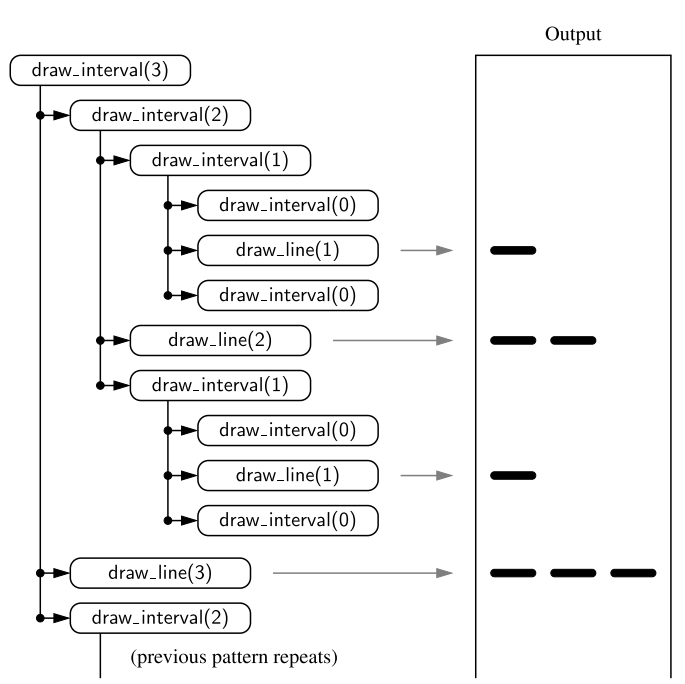 Output
draw_interval(3)
draw_interval(2)
draw_interval(1)
draw_interval(0)
draw_line(1)
draw_interval(0)
draw_line(2)
draw_interval(1)
draw_interval(0)
draw_line(1)
draw_interval(0)
draw_line(3)
draw_interval(2)
(previous pattern repeats)